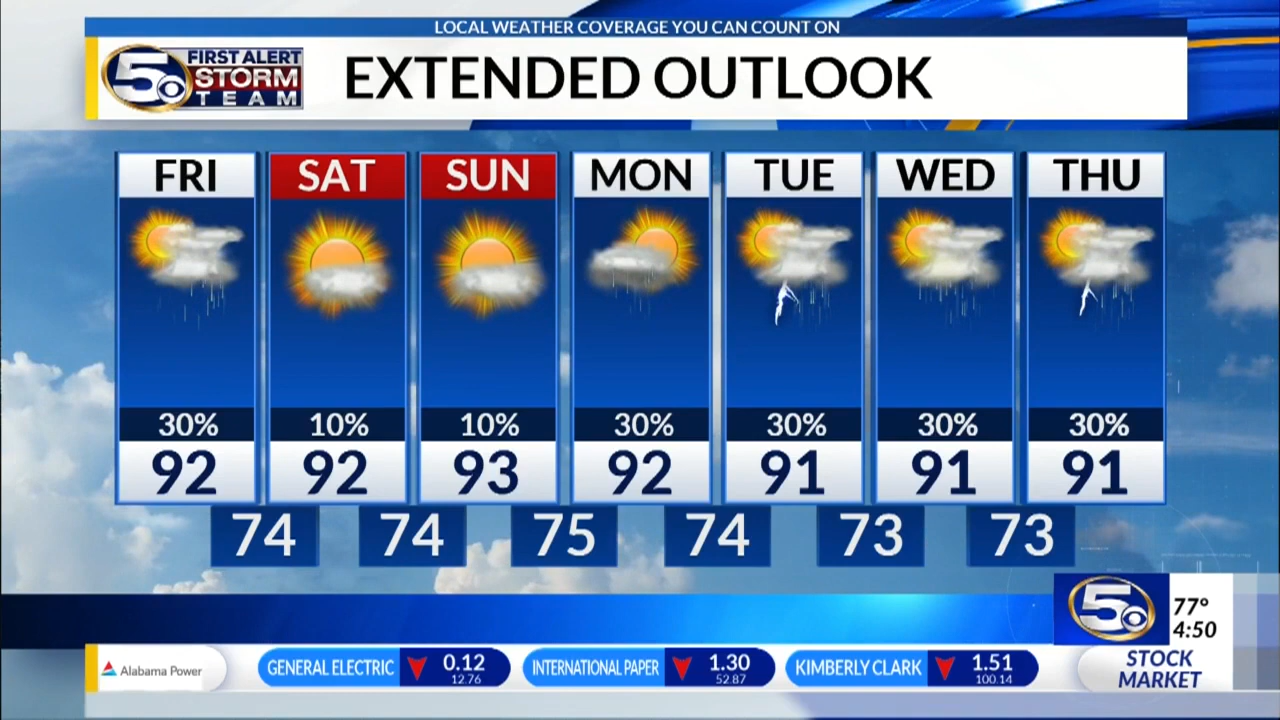 LOCAL WEATHER COVERAGE YOU CAN COUNT ON
5 FIRST ALERT
STORM
TEAM
EXTENDED OUTLOOK
FRI SAT SUN MON TUE WED THU
30% 10% 10% 30% 30% 30% 30%
92 92 93 92 91 91 91
74 74 75 74 73 73
5 77°
4:50
Alabama Power
GENERAL ELECTRIC 0.12
12.76
INTERNATIONAL PAPER 1.30
52.87
KIMBERLY CLARK 1.51
100.14
STOCK
MARKET